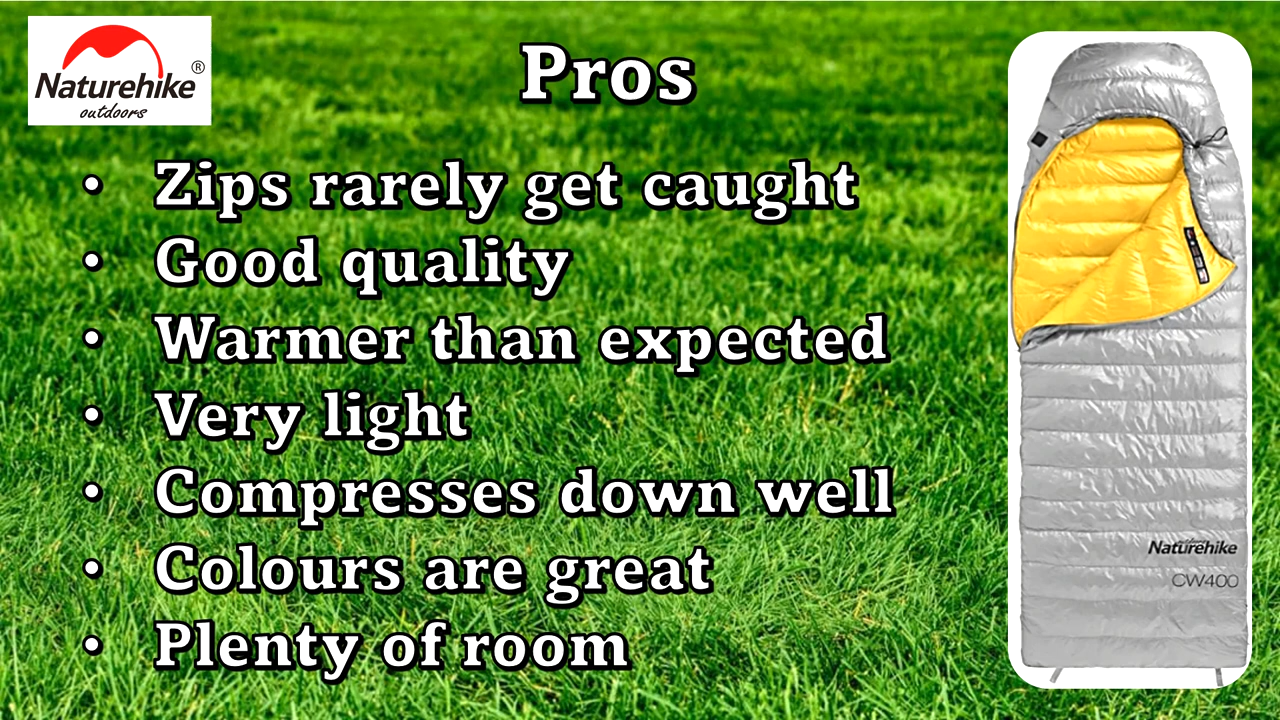 Naturehike®
outdoors
Pros
• Zips rarely get caught
• Good quality
• Warmer than expected
• Very light
• Compresses down well
• Colours are great
• Plenty of room
Naturehike
CW400